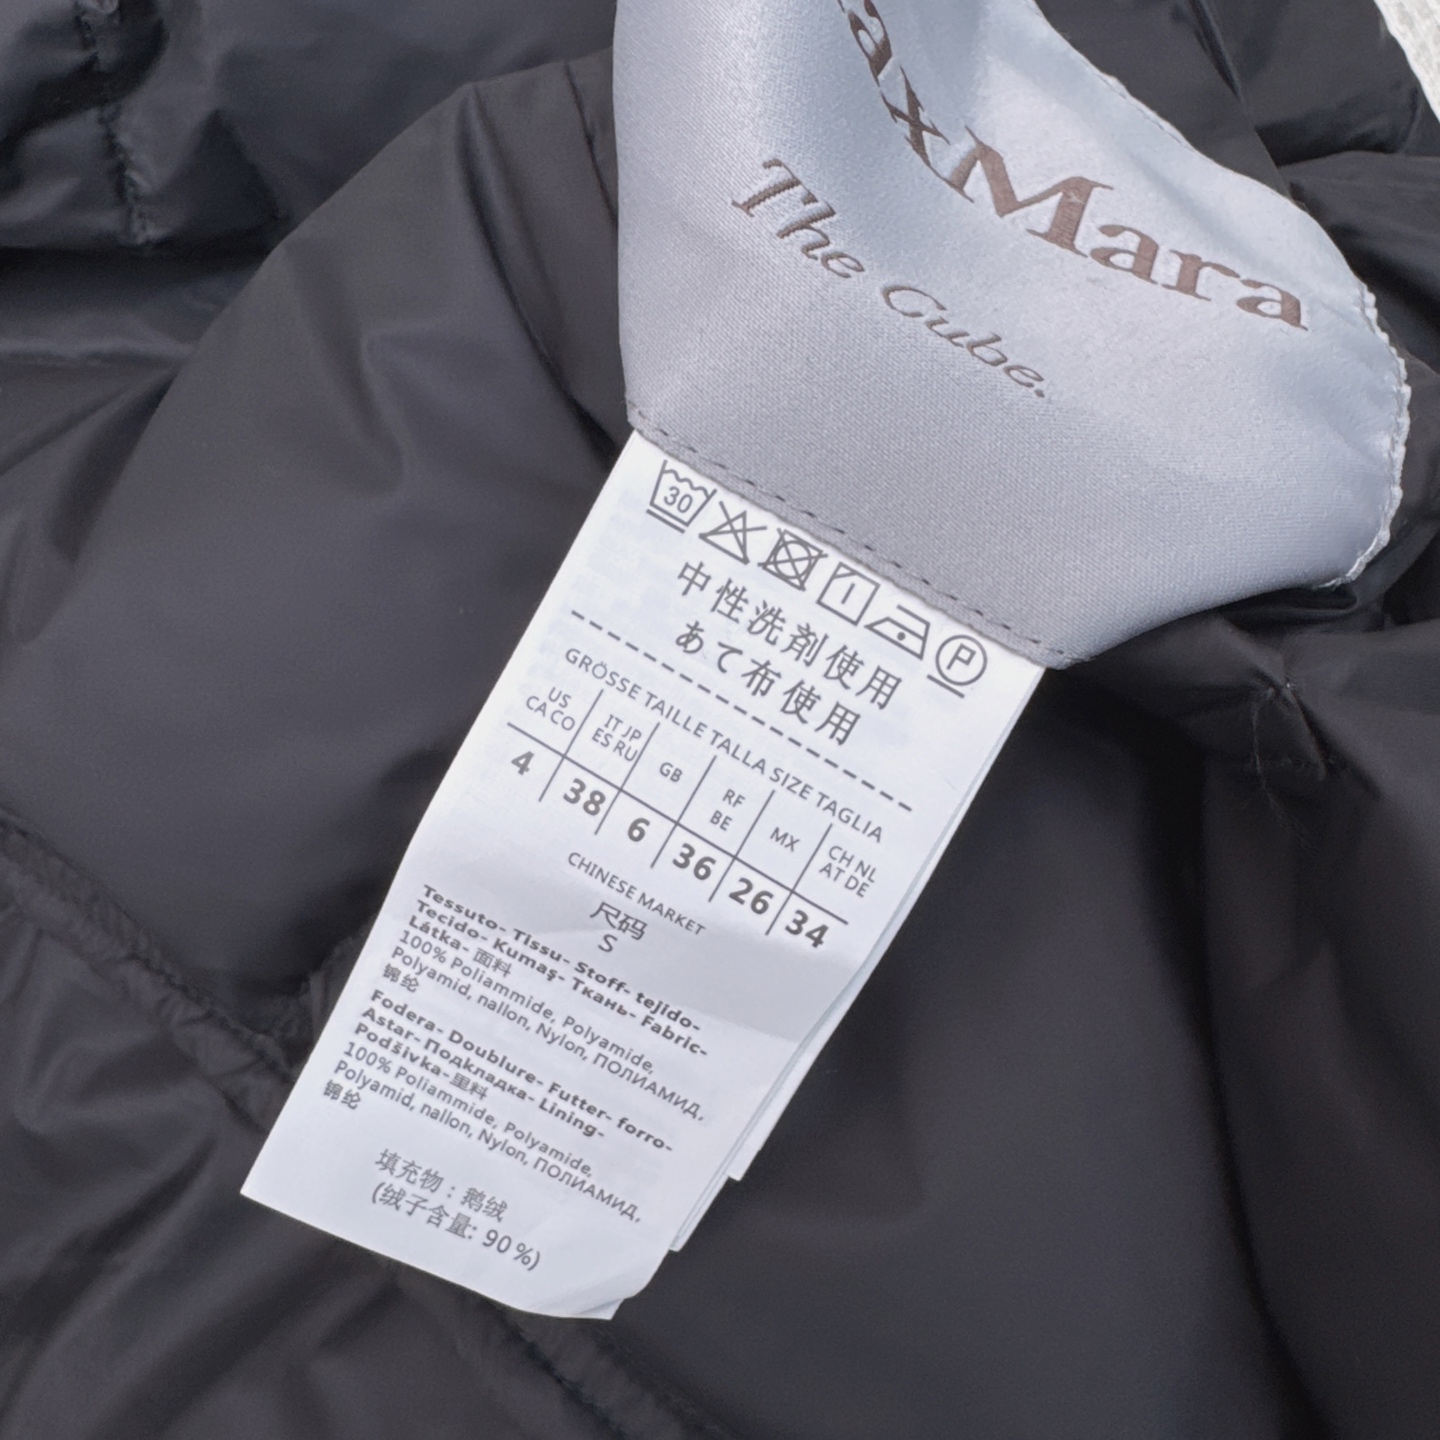 axMara
The Cube.
30
P
中性洗剤使用
あて布使用
GRÖSSE TAILLE TALLA SIZE TAGLIA
US CA CO
IT JP ES RU
GB
RF BE
MX
CH NL AT DE
4 38 6 36 26 34
CHINESE MARKET
尺码
S
Tessuto- Tissu- Stoff- tejido-
Tecido- Kumaş- Ткань- Fabric-
Látka- 面料
100% Poliammide, Polyamide,
Polyamid, nallon, Nylon, ПОЛИАМИД,
锦纶
Fodera- Doublure- Futter- forro-
Astar- Подкладка- Lining-
Podšívka- 里料
100% Poliammide, Polyamide,
Polyamid, nallon, Nylon, ПОЛИАМИД,
锦纶
填充物：鹅绒
(绒子含量: 90%)